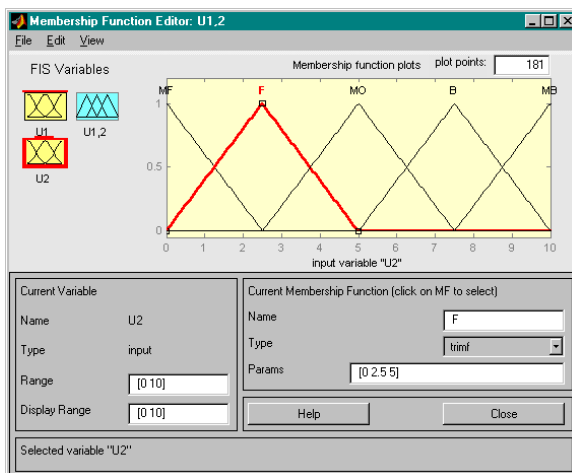 Membership Function Editor: U1,2
File Edit View
FIS Variables
Membership function plots plot points: 181
U1 U1,2
U2
MF F MO B MB
1
0.5
0
0 1 2 3 4 5 6 7 8 9 10
input variable "U2"
Current Variable
Name U2
Type input
Range [0 10]
Display Range [0 10]
Current Membership Function (click on MF to select)
Name F
Type trimf
Params [0 2.5 5]
Help Close
Selected variable "U2"